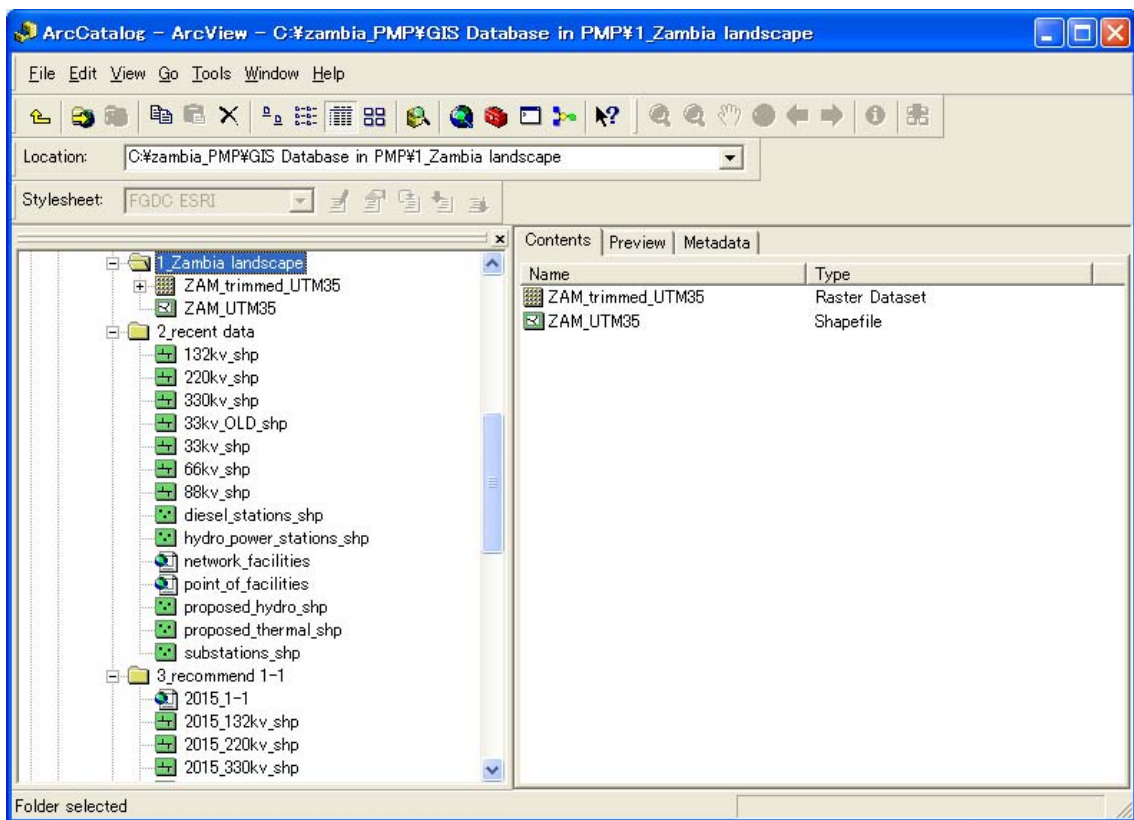 ArcCatalog - ArcView - C:¥zambia_PMP¥GIS Database in PMP¥1_Zambia landscape
File Edit View Go Tools Window Help
Location: C:¥zambia_PMP¥GIS Database in PMP¥1_Zambia landscape
Stylesheet: FGDC ESRI
1_Zambia landscape
ZAM_trimmed_UTM35
ZAM_UTM35
2_recent data
132kv_shp
220kv_shp
330kv_shp
33kv_OLD_shp
33kv_shp
66kv_shp
88kv_shp
diesel_stations_shp
hydro_power_stations_shp
network_facilities
point_of_facilities
proposed_hydro_shp
proposed_thermal_shp
substations_shp
3_recommend 1-1
2015_1-1
2015_132kv_shp
2015_220kv_shp
2015_330kv_shp
Contents Preview Metadata
Name Type
ZAM_trimmed_UTM35 Raster Dataset
ZAM_UTM35 Shapefile
Folder selected